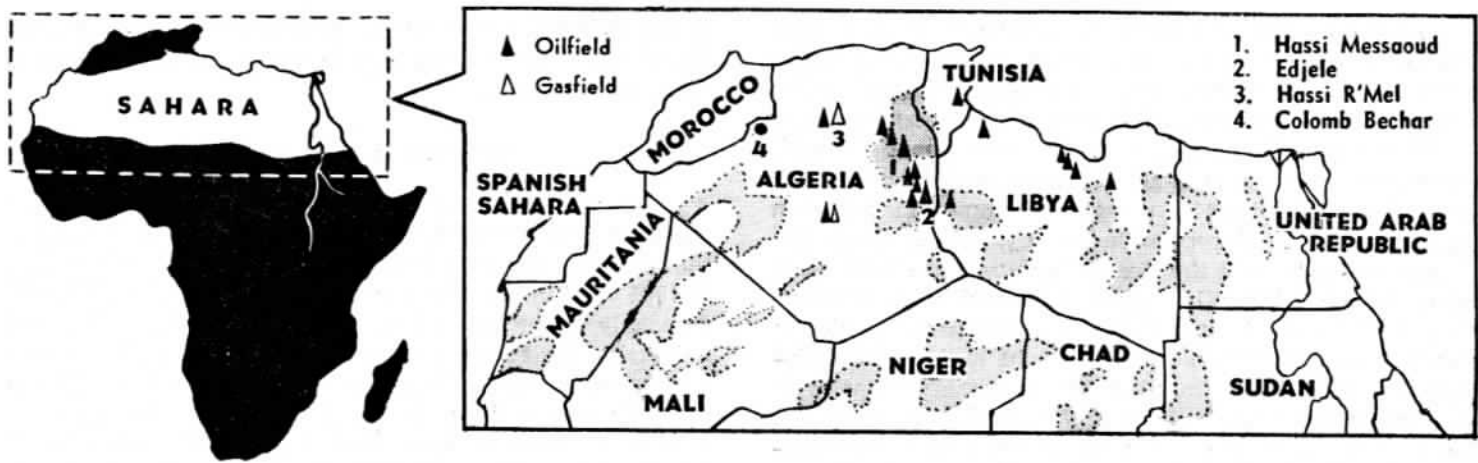 SAHARA
Oilfield
Gasfield
1. Hassi Messaoud
2. Edjele
3. Hassi R'Mel
4. Colomb Bechar
TUNISIA
MOROCCO
4
3
1
ALGERIA
2
LIBYA
SPANISH
SAHARA
UNITED ARAB
REPUBLIC
MAURITANIA
MALI
NIGER
CHAD
SUDAN